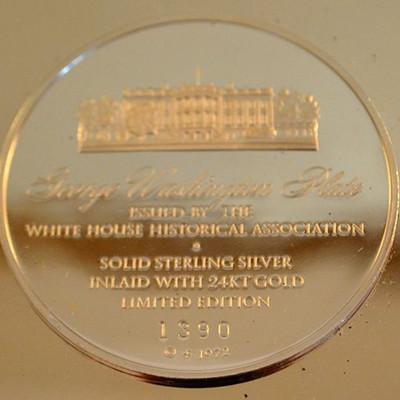 George Washington Plate
ISSUED BY THE
WHITE HOUSE HISTORICAL ASSOCIATION
SOLID STERLING SILVER
INLAID WITH 24KT GOLD
LIMITED EDITION
1390
1972